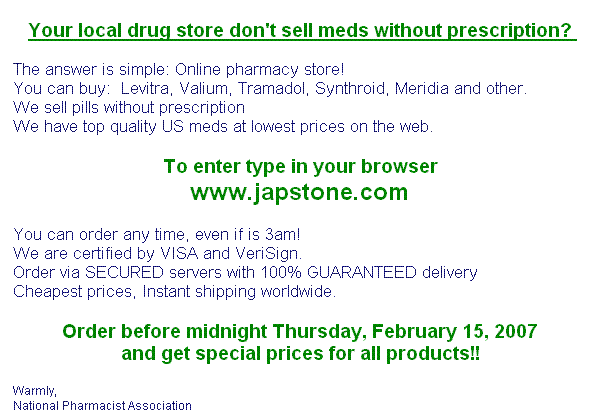 Your local drug store don't sell meds without prescription?
The answer is simple: Online pharmacy store!
You can buy:  Levitra, Valium, Tramadol, Synthroid, Meridia and other.
We sell pills without prescription
We have top quality US meds at lowest prices on the web.
To enter type in your browser
www.japstone.com
You can order any time, even if is 3am!
We are certified by VISA and VeriSign.
Order via SECURED servers with 100% GUARANTEED delivery
Cheapest prices, Instant shipping worldwide.
Order before midnight Thursday, February 15, 2007
and get special prices for all products!!
Warmly,
National Pharmacist Association